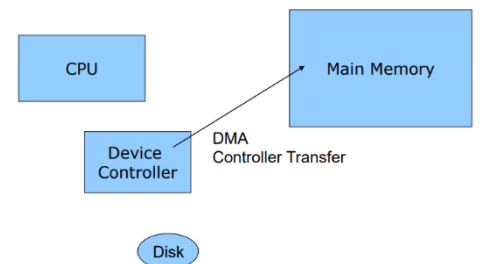 CPU
Main Memory
DMA
Controller Transfer
Device
Controller
Disk